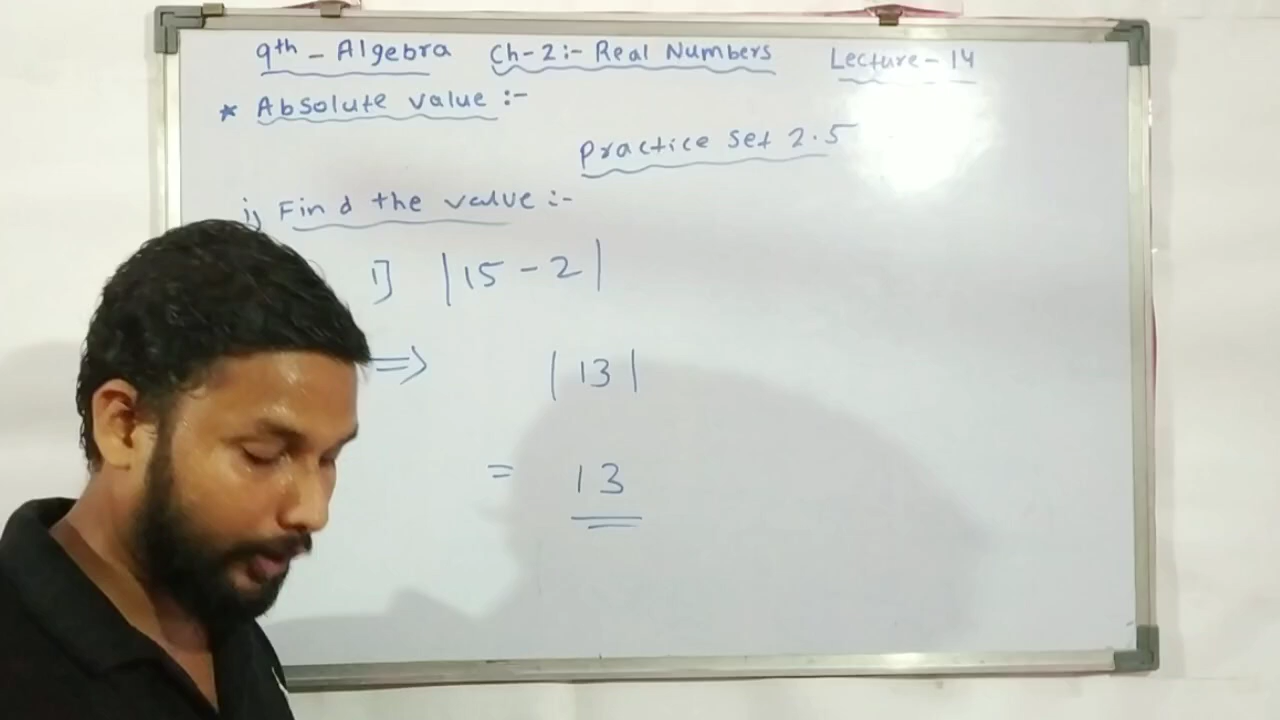 9th - Algebra Ch-2:- Real Numbers Lecture - 14
* Absolute value :-
Practice set 2.5
i) Find the value :-
1] |15 - 2|
⇒ |13|
= 13